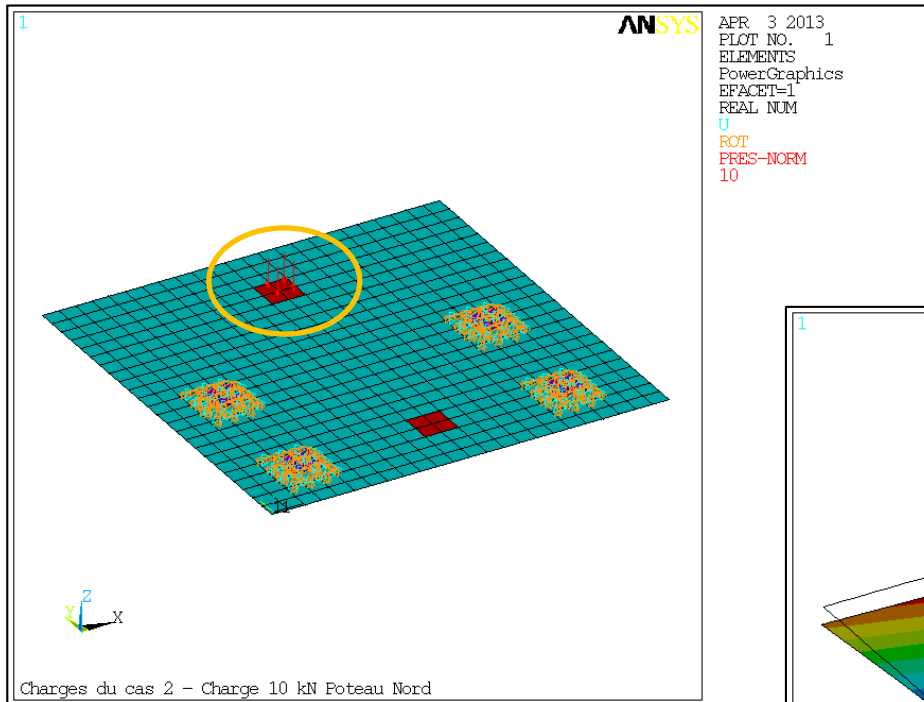 1
ANSYS
APR 3 2013
PLOT NO. 1
ELEMENTS
PowerGraphics
EFACET=1
REAL NUM
U
ROT
PRES-NORM
10
1
Z
Y
X
Charges du cas 2 - Charge 10 kN Poteau Nord